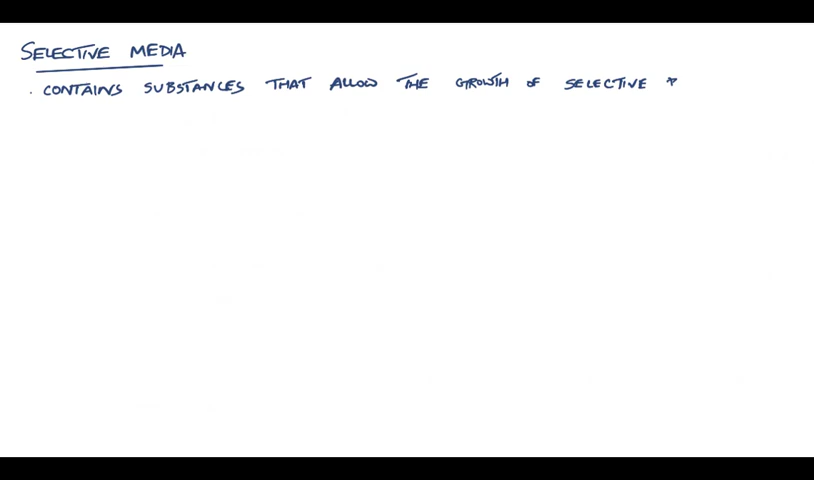 SELECTIVE MEDIA
· CONTAINS SUBSTANCES THAT ALLOW THE GROWTH OF SELECTIVE